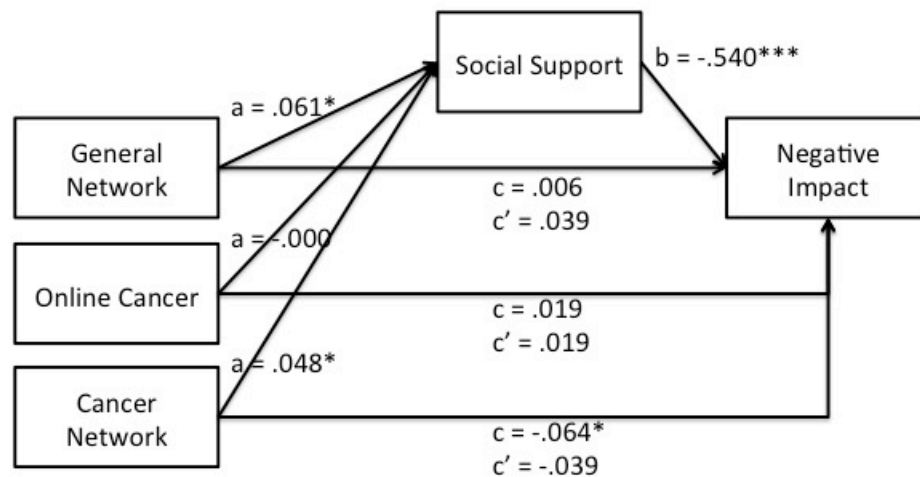 Social Support
b = -.540***
a = .061*
General
Network
Negative
Impact
c = .006
c’ = .039
a = -.000
Online Cancer
c = .019
c’ = .019
a = .048*
Cancer
Network
c = -.064*
c’ = -.039